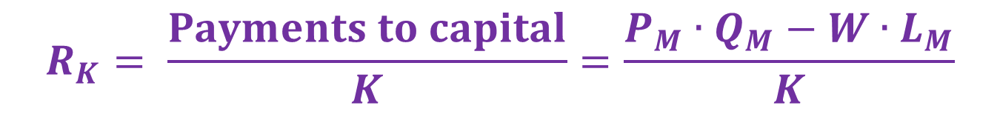 R_K = Payments to capital / K = P_M · Q_M − W · L_M / K